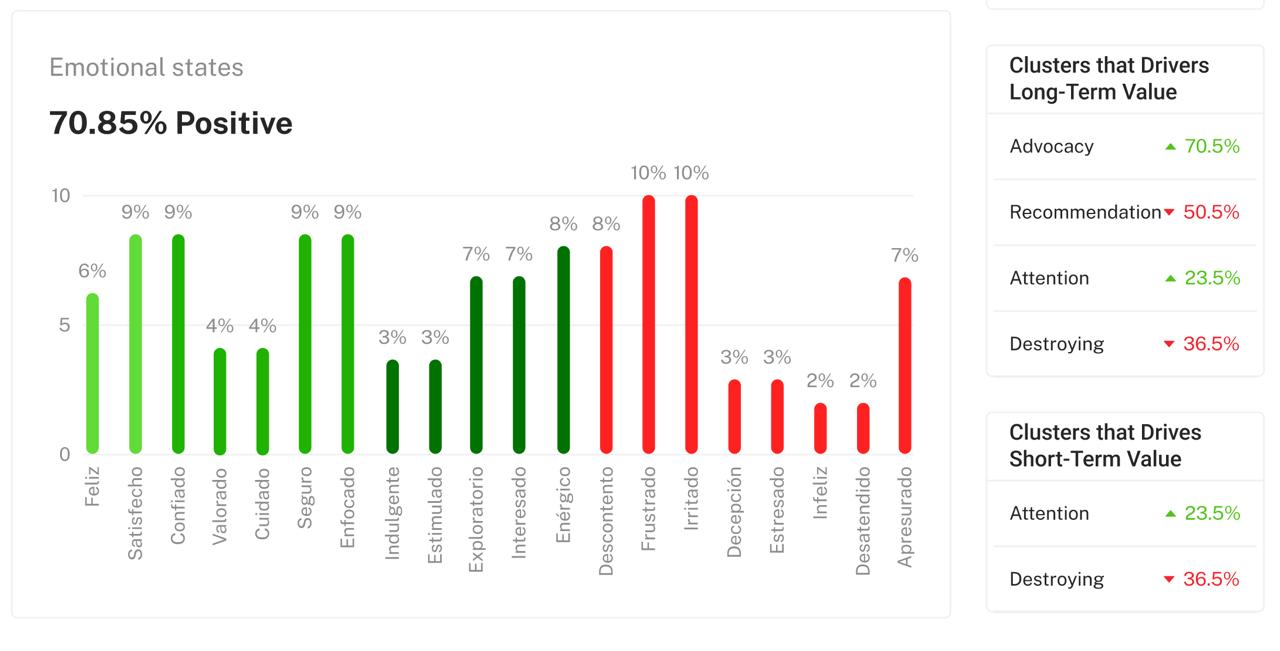 Emotional states
70.85% Positive
10
5
0
6%
9%
9%
4%
4%
9%
9%
3%
3%
7%
7%
8%
8%
10%
10%
3%
3%
2%
2%
7%
Feliz
Satisfecho
Confiado
Valorado
Cuidado
Seguro
Enfocado
Indulgente
Estimulado
Exploratorio
Interesado
Enérgico
Descontento
Frustrado
Irritado
Decepción
Estresado
Infeliz
Desatendido
Apresurado
Clusters that Drivers
Long-Term Value
Advocacy 70.5%
Recommendation 50.5%
Attention 23.5%
Destroying 36.5%
Clusters that Drives
Short-Term Value
Attention 23.5%
Destroying 36.5%